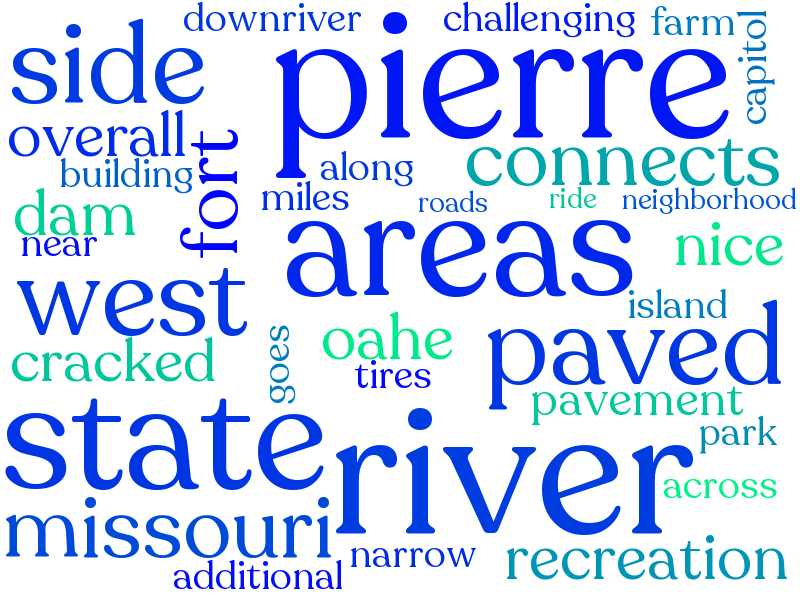 downriver
challenging
farm
capitol
side
pierre
overall
fort
building
along
connects
miles
roads
ride
neighborhood
dam
near
areas
nice
west
island
paved
goes
oahe
cracked
tires
pavement
park
state
river
across
missouri
narrow
recreation
additional